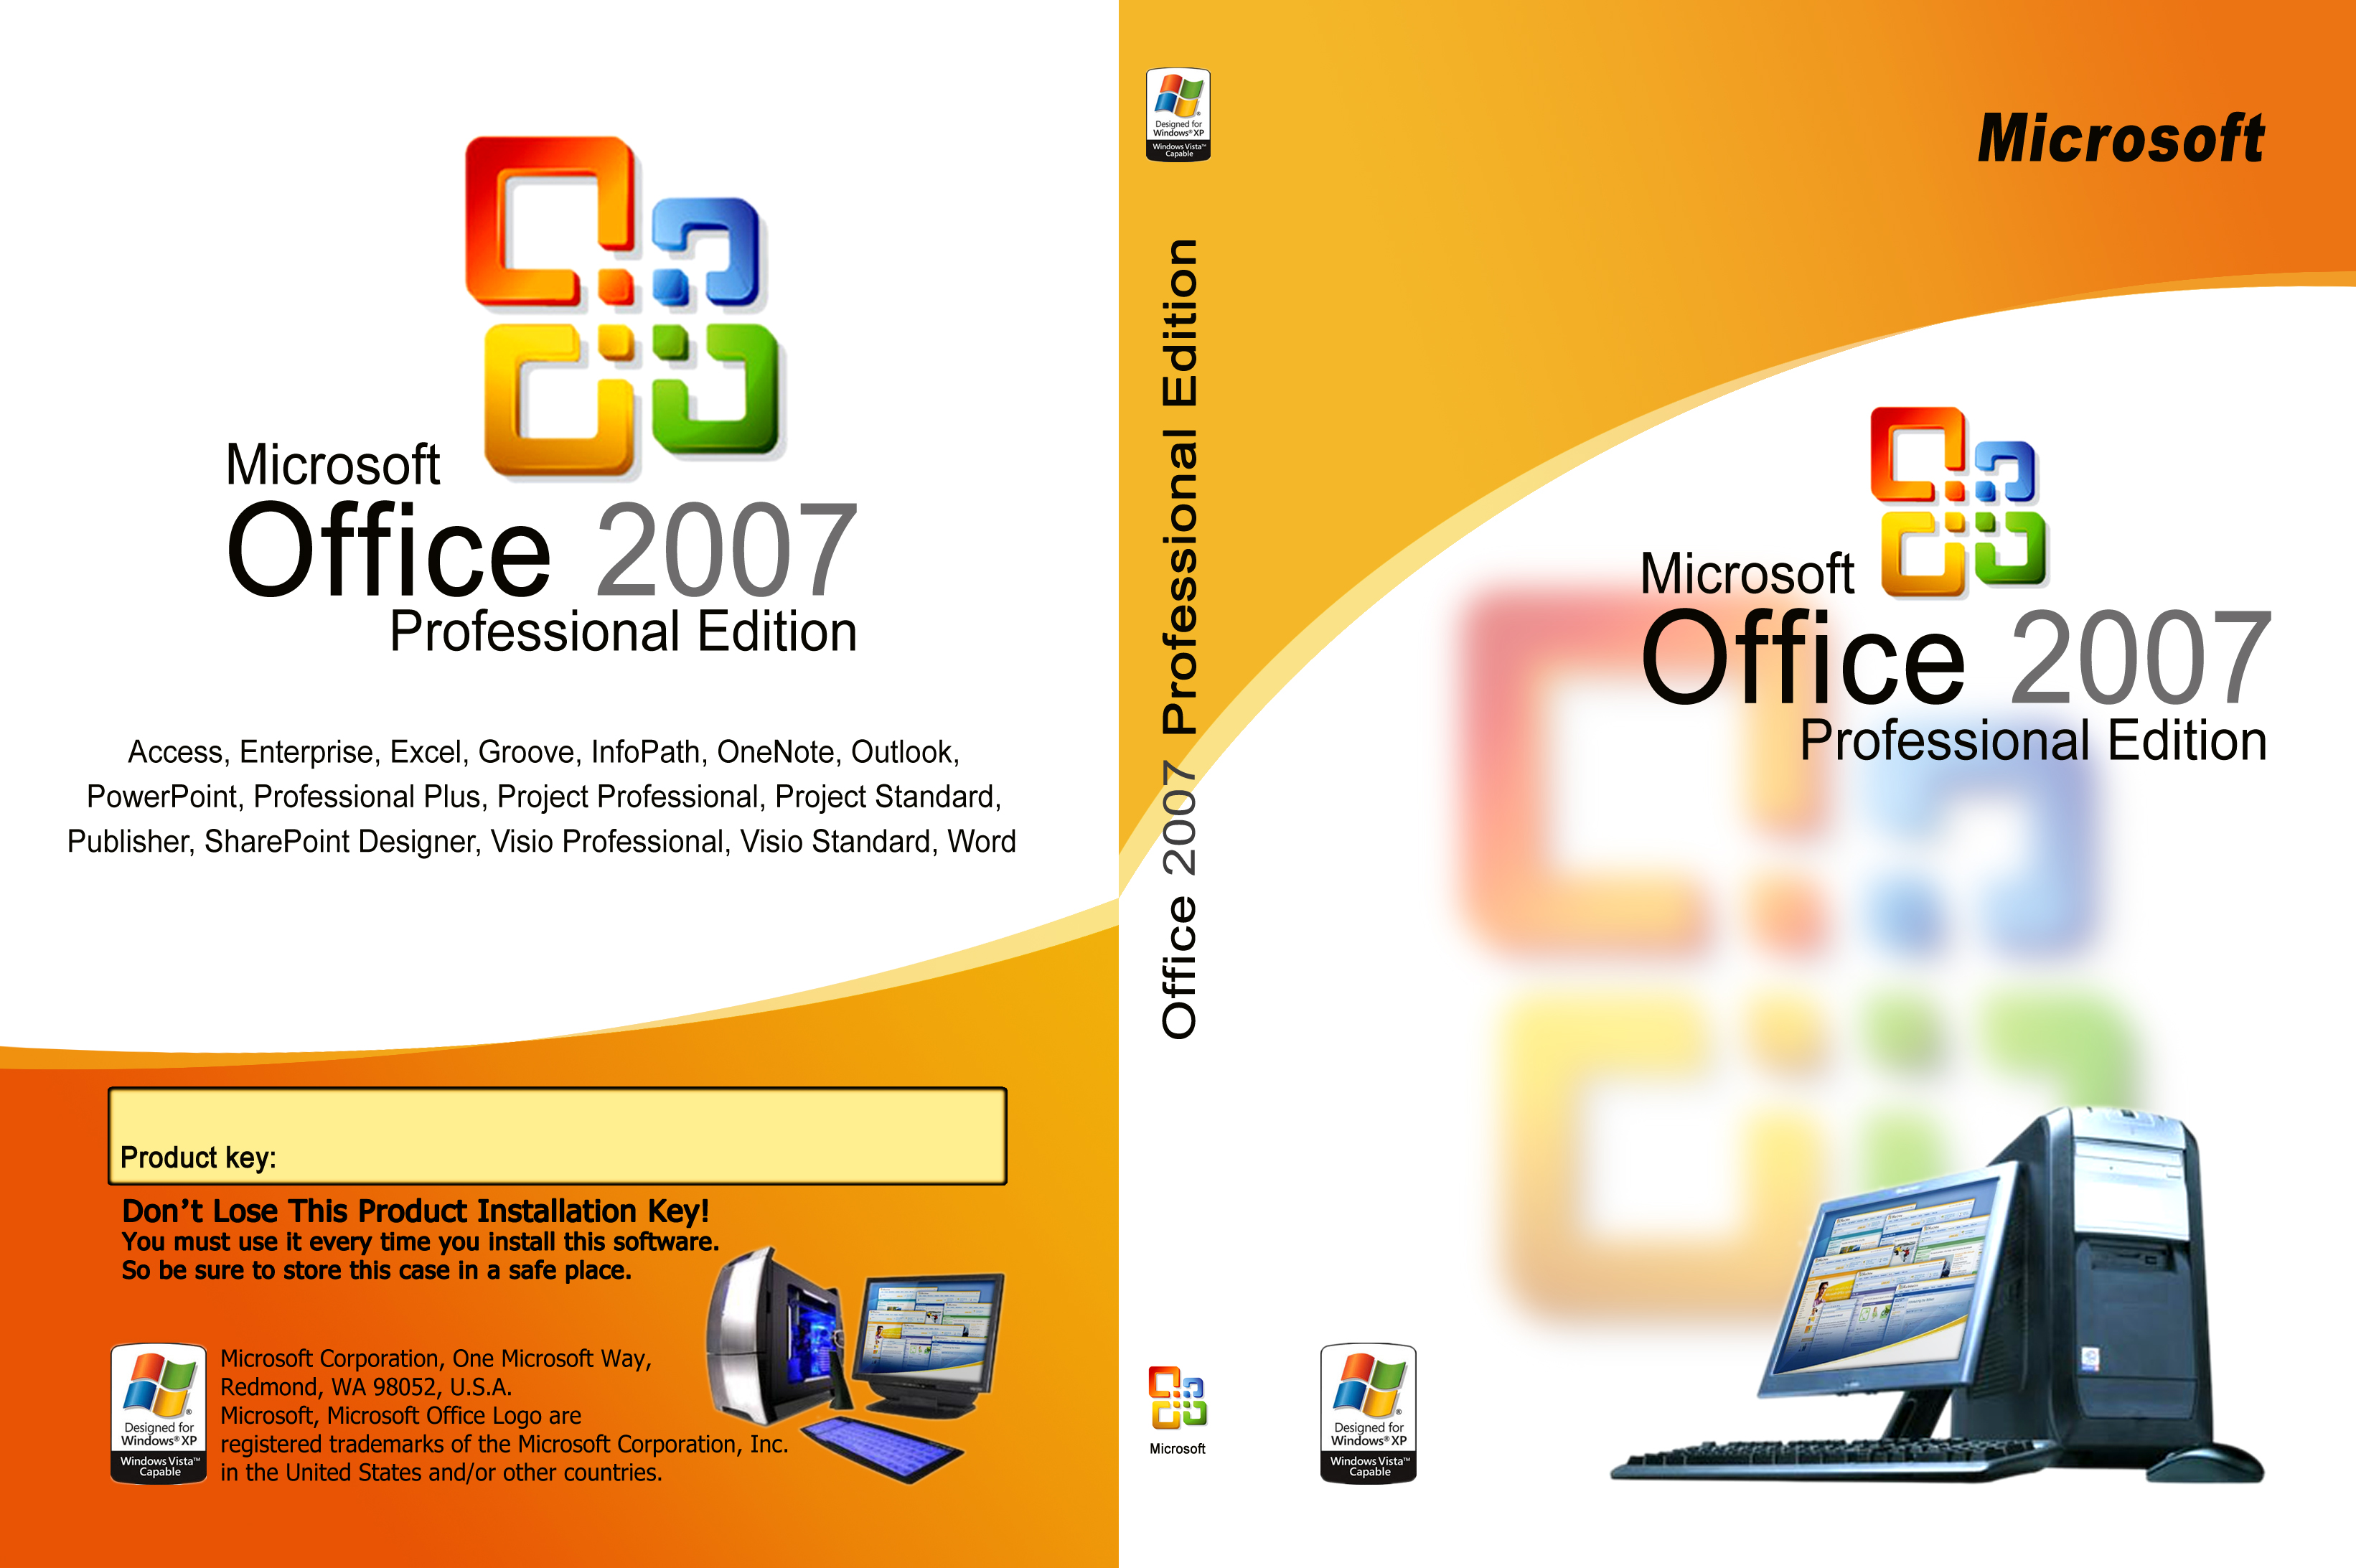 Microsoft
Office 2007
Professional Edition
Access, Enterprise, Excel, Groove, InfoPath, OneNote, Outlook,
PowerPoint, Professional Plus, Project Professional, Project Standard,
Publisher, SharePoint Designer, Visio Professional, Visio Standard, Word
Product key:
Don't Lose This Product Installation Key!
You must use it every time you install this software.
So be sure to store this case in a safe place.
Designed for
Windows® XP
Windows Vista™
Capable
Microsoft Corporation, One Microsoft Way,
Redmond, WA 98052, U.S.A.
Microsoft, Microsoft Office Logo are
registered trademarks of the Microsoft Corporation, Inc.
in the United States and/or other countries.
Designed for
Windows® XP
Windows Vista™
Capable
Office 2007 Professional Edition
Microsoft
Microsoft
Microsoft
Office 2007
Professional Edition
Designed for
Windows® XP
Windows Vista™
Capable